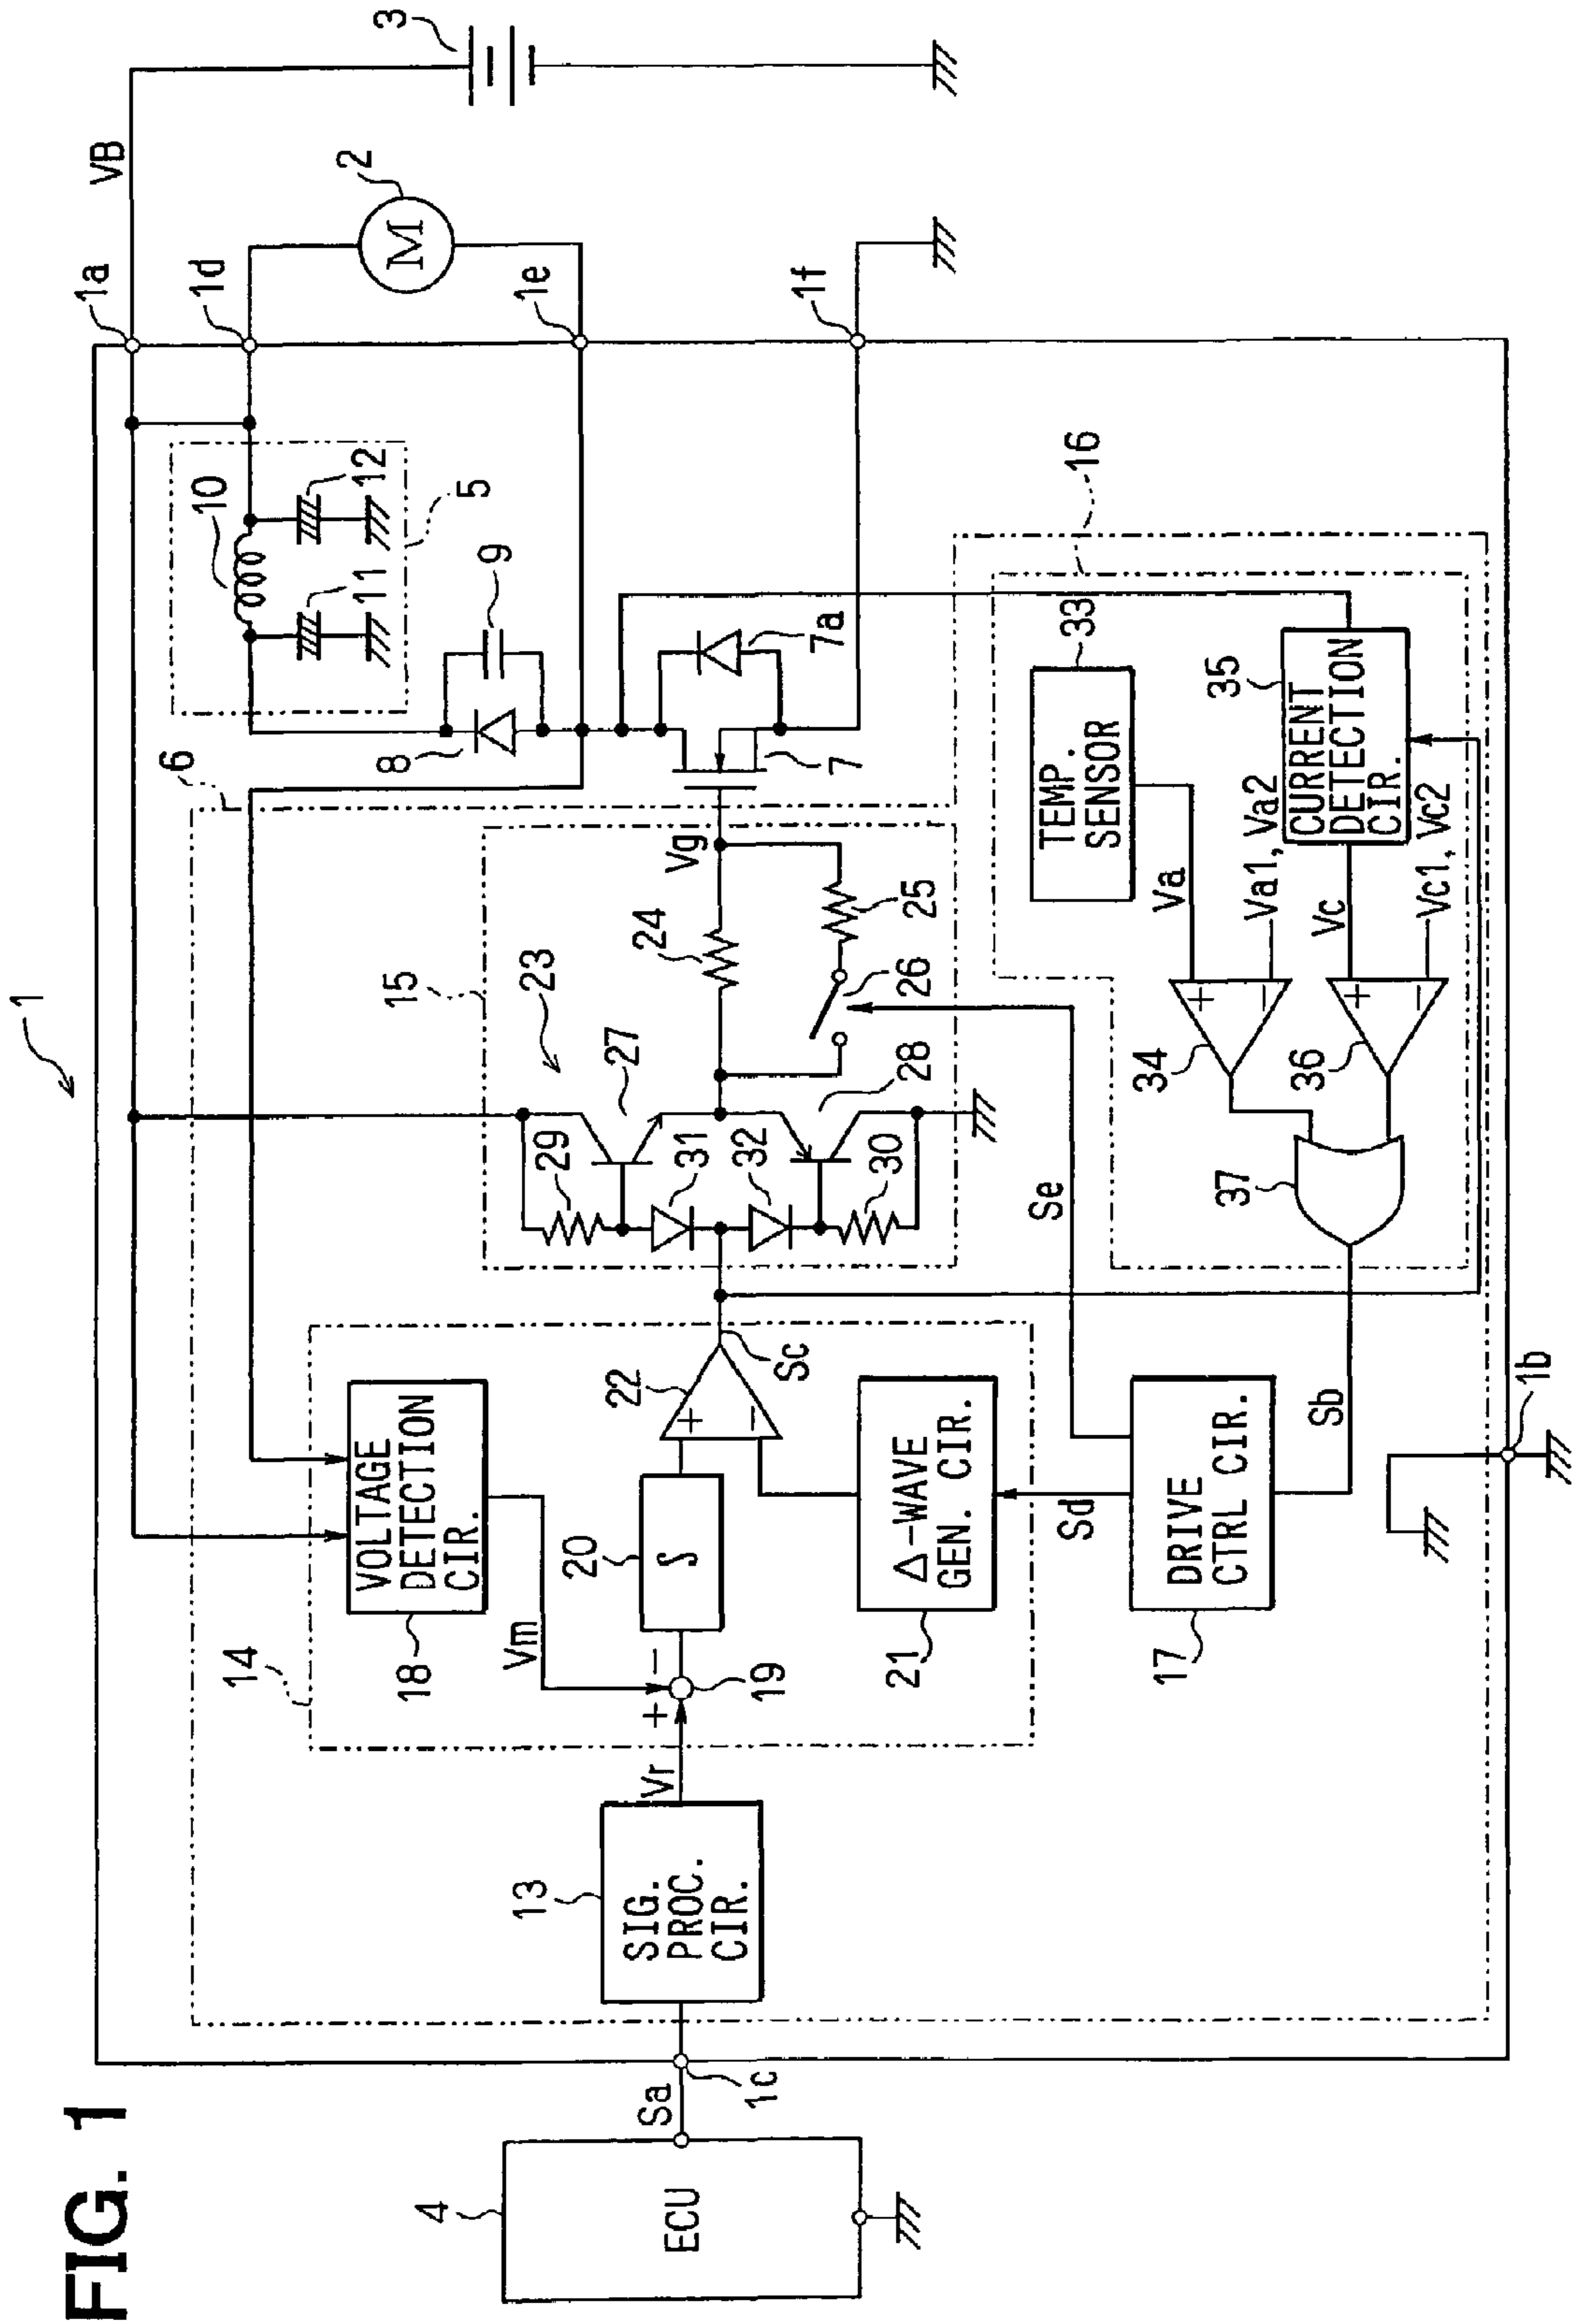 FIG. 1
1
1a
VB
3
1d
2
M
1e
1f
10
12
11
5
9
8
7a
7
6
16
33
TEMP.
SENSOR
35
CURRENT
DETECTION
CIR.
Va
Va1, Va2
Vc
Vc1, Vc2
34
+
−
36
+
−
37
15
23
Vg
24
25
26
27
28
29
31
32
30
Se
14
VOLTAGE
DETECTION
CIR.
18
Vm
20
∫
22
+
−
Sc
+
−
19
Δ-WAVE
GEN. CIR.
21
Sd
DRIVE
CTRL CIR.
17
Sb
1b
Vr
13
SIG.
PROC.
CIR.
Sa
1c
4
ECU